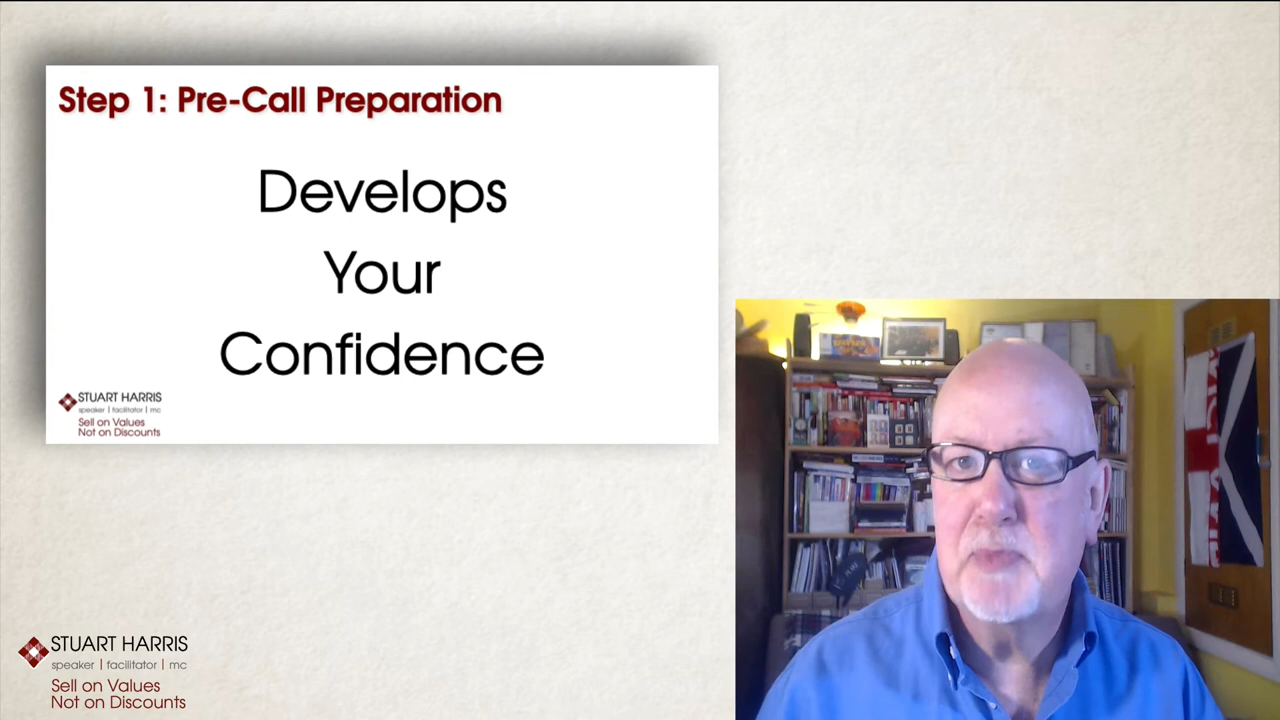 Step 1: Pre-Call Preparation
Develops
Your
Confidence
STUART HARRIS
speaker | facilitator | mc
Sell on Values
Not on Discounts
STUART HARRIS
speaker | facilitator | mc
Sell on Values
Not on Discounts